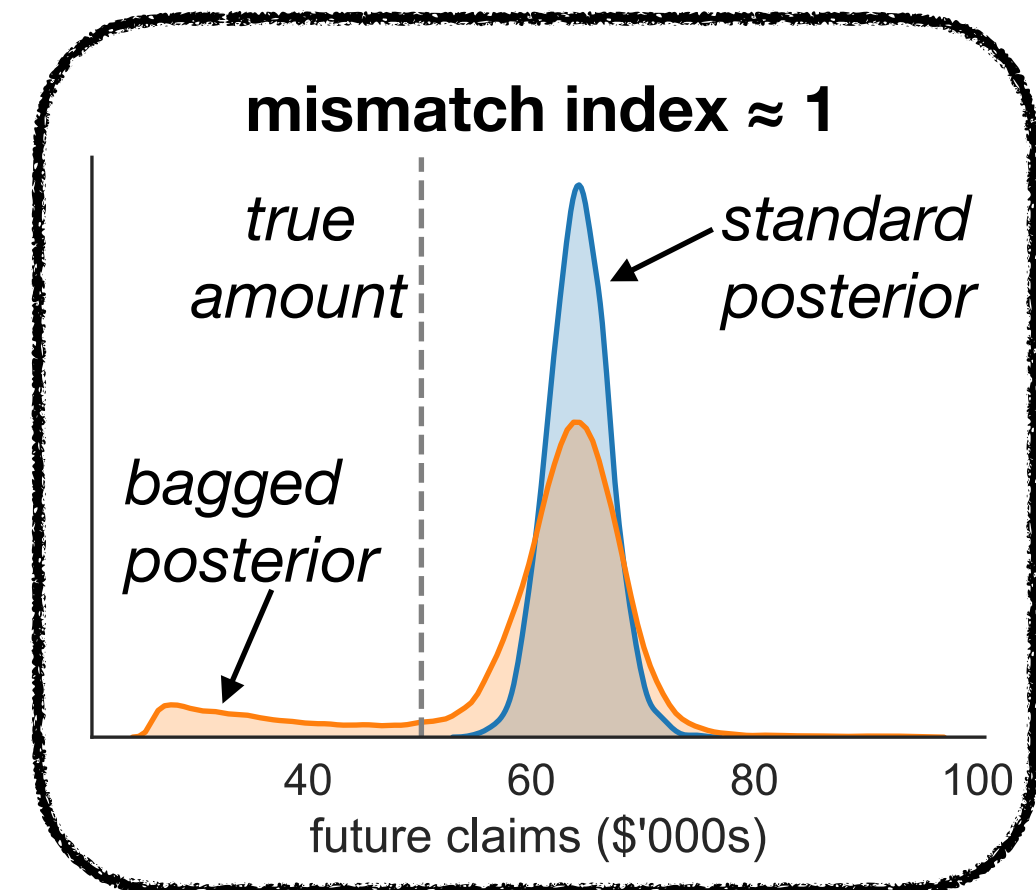 mismatch index ≈ 1
true
amount
standard
posterior
bagged
posterior
40 60 80 100
future claims ($'000s)